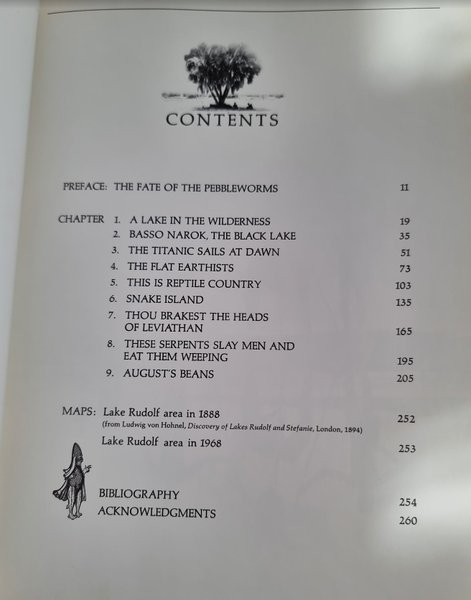 CONTENTS
PREFACE: THE FATE OF THE PEBBLEWORMS 11
CHAPTER 1. A LAKE IN THE WILDERNESS 19
2. BASSO NAROK, THE BLACK LAKE 35
3. THE TITANIC SAILS AT DAWN 51
4. THE FLAT EARTHISTS 73
5. THIS IS REPTILE COUNTRY 103
6. SNAKE ISLAND 135
7. THOU BRAKEST THE HEADS
OF LEVIATHAN 165
8. THESE SERPENTS SLAY MEN AND
EAT THEM WEEPING 195
9. AUGUST'S BEANS 205
MAPS: Lake Rudolf area in 1888 252
(from Ludwig von Hohnel, Discovery of Lakes Rudolf and Stefanie, London, 1894)
Lake Rudolf area in 1968 253
BIBLIOGRAPHY 254
ACKNOWLEDGMENTS 260